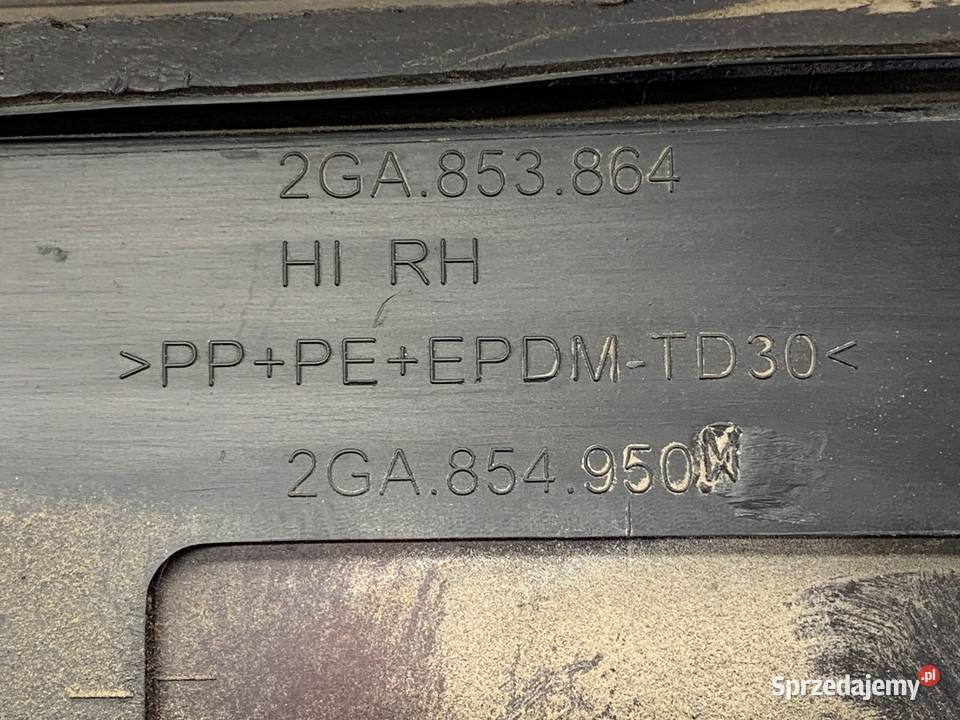 2GA.853.864
HI RH
>PP+PE+EPDM-TD30<
2GA.854.950
Sprzedajemy.pl